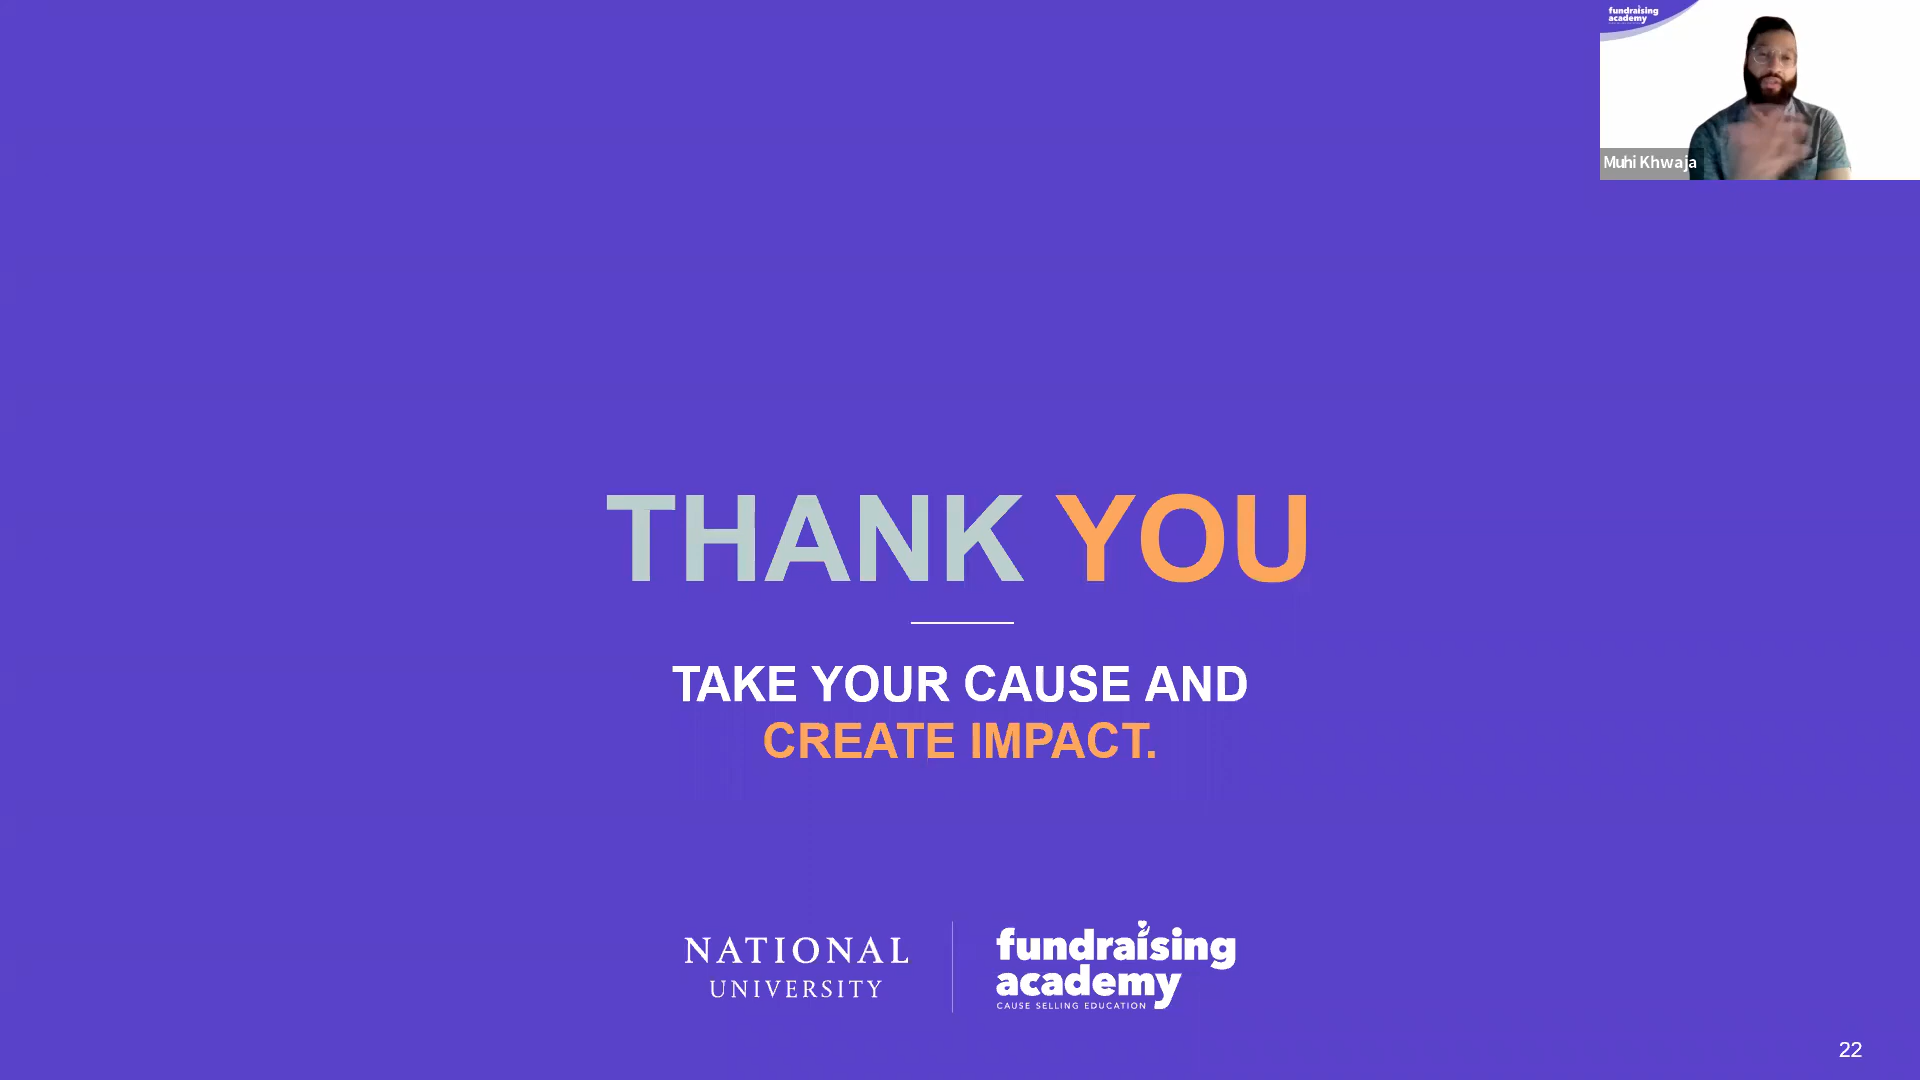 fundraising
academy
Muhi Khwaja
THANK YOU
TAKE YOUR CAUSE AND
CREATE IMPACT.
NATIONAL
UNIVERSITY
fundraising
academy
CAUSE SELLING EDUCATION
22